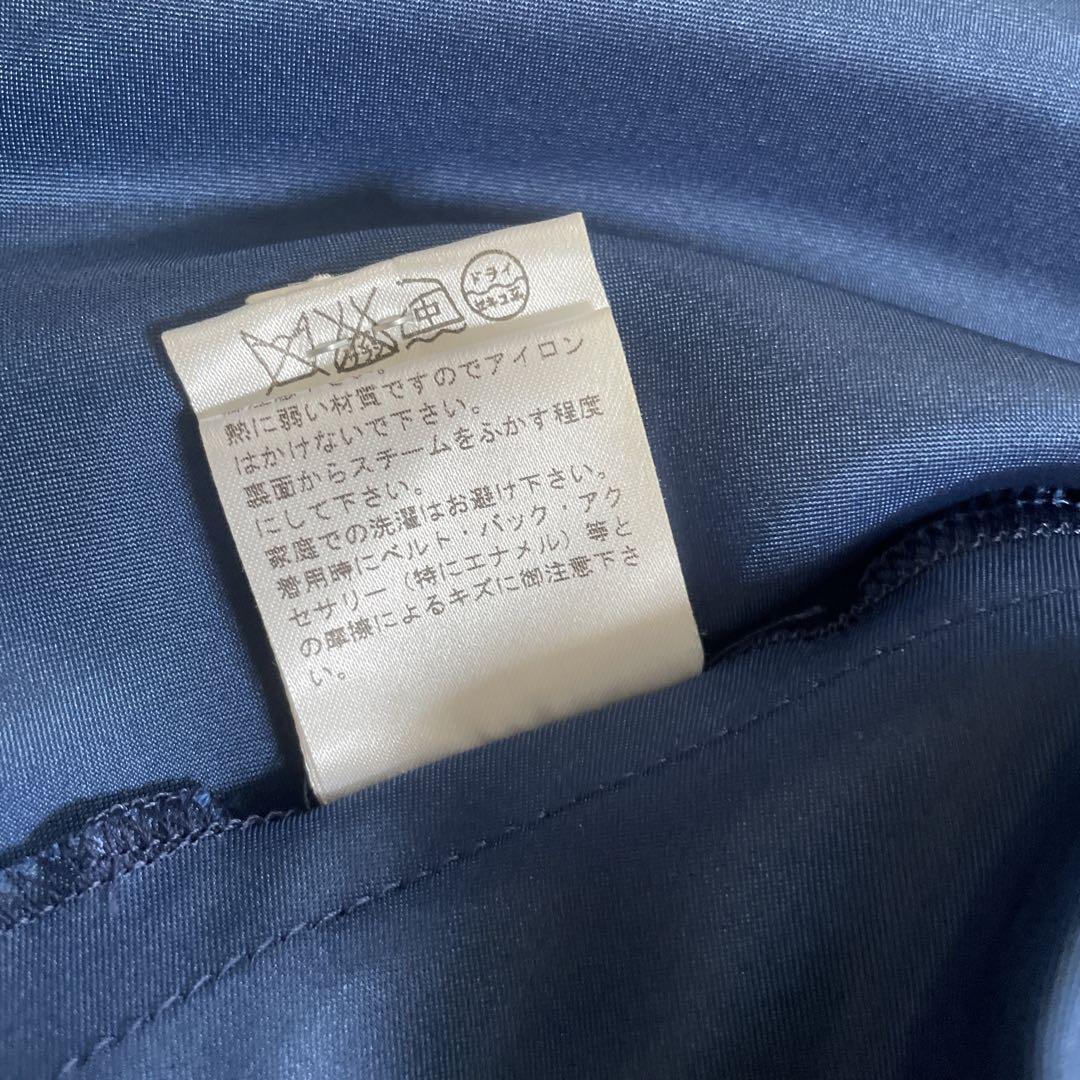 ドライ
セキユ系
中
熱に弱い材質ですのでアイロン
はかけないで下さい。
裏面からスチームをふかす程度
にして下さい。
家庭での洗濯はお避け下さい。
着用時にベルト・バック・アク
セサリー（特にエナメル）等と
の摩擦によるキズに御注意下さ
い。